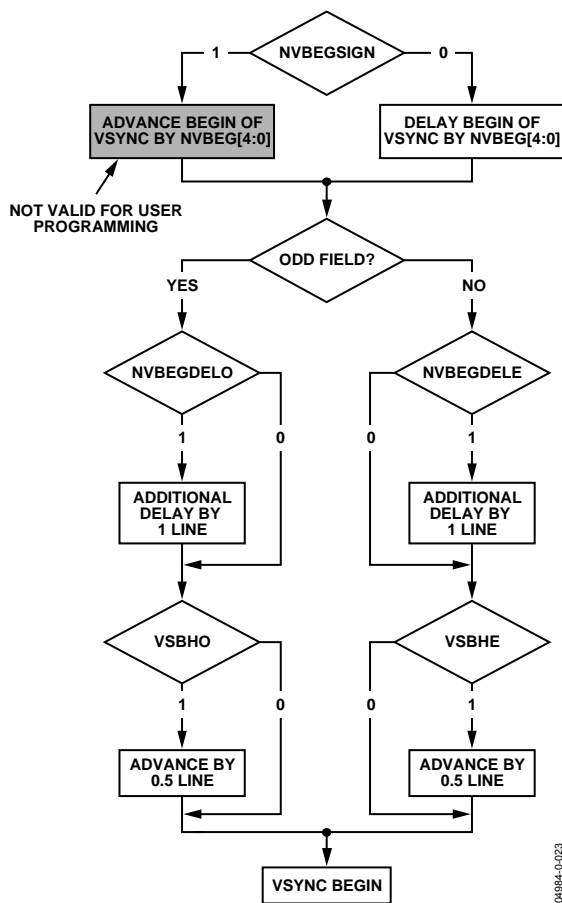 NVBEGSIGN
1
0
ADVANCE BEGIN OF
VSYNC BY NVBEG[4:0]
DELAY BEGIN OF
VSYNC BY NVBEG[4:0]
NOT VALID FOR USER
PROGRAMMING
ODD FIELD?
YES
NO
NVBEGDELO
NVBEGDELE
1
0
0
1
ADDITIONAL
DELAY BY
1 LINE
ADDITIONAL
DELAY BY
1 LINE
VSBHO
VSBHE
1
0
0
1
ADVANCE BY
0.5 LINE
ADVANCE BY
0.5 LINE
VSYNC BEGIN
04984-0-023